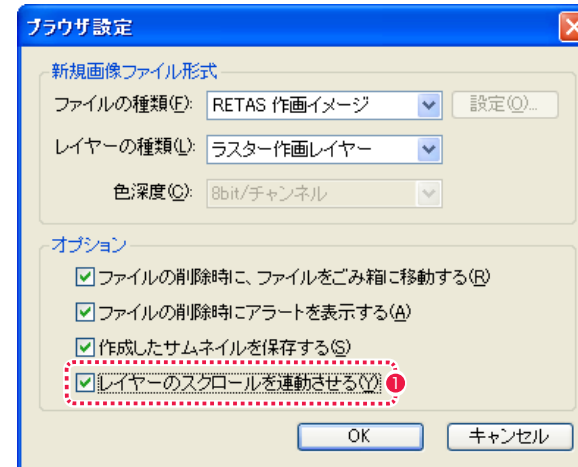 ブラウザ設定
新規画像ファイル形式
ファイルの種類(F): RETAS 作画イメージ 設定(O)...
レイヤーの種類(L): ラスター作画レイヤー
色深度(C): 8bit/チャンネル
オプション
ファイルの削除時に、ファイルをごみ箱に移動する(R)
ファイルの削除時にアラートを表示する(A)
作成したサムネイルを保存する(S)
レイヤーのスクロールを連動させる(Y) 1
OK キャンセル